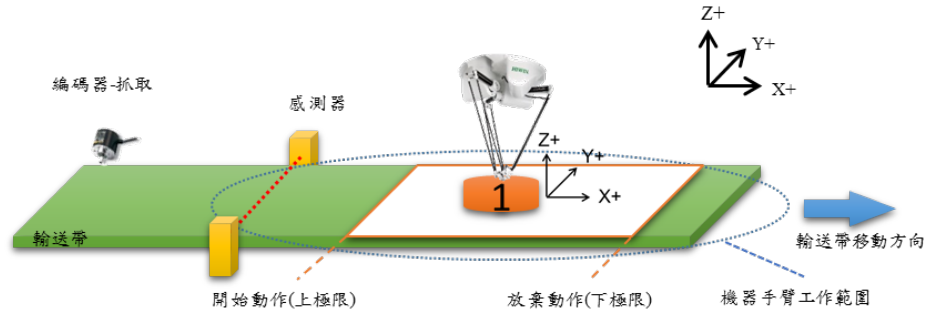 Z+
Y+
X+
編碼器-抓取
感測器
Z+
Y+
X+
1
輸送帶
輸送帶移動方向
開始動作(上極限)
放棄動作(下極限)
機器手臂工作範圍